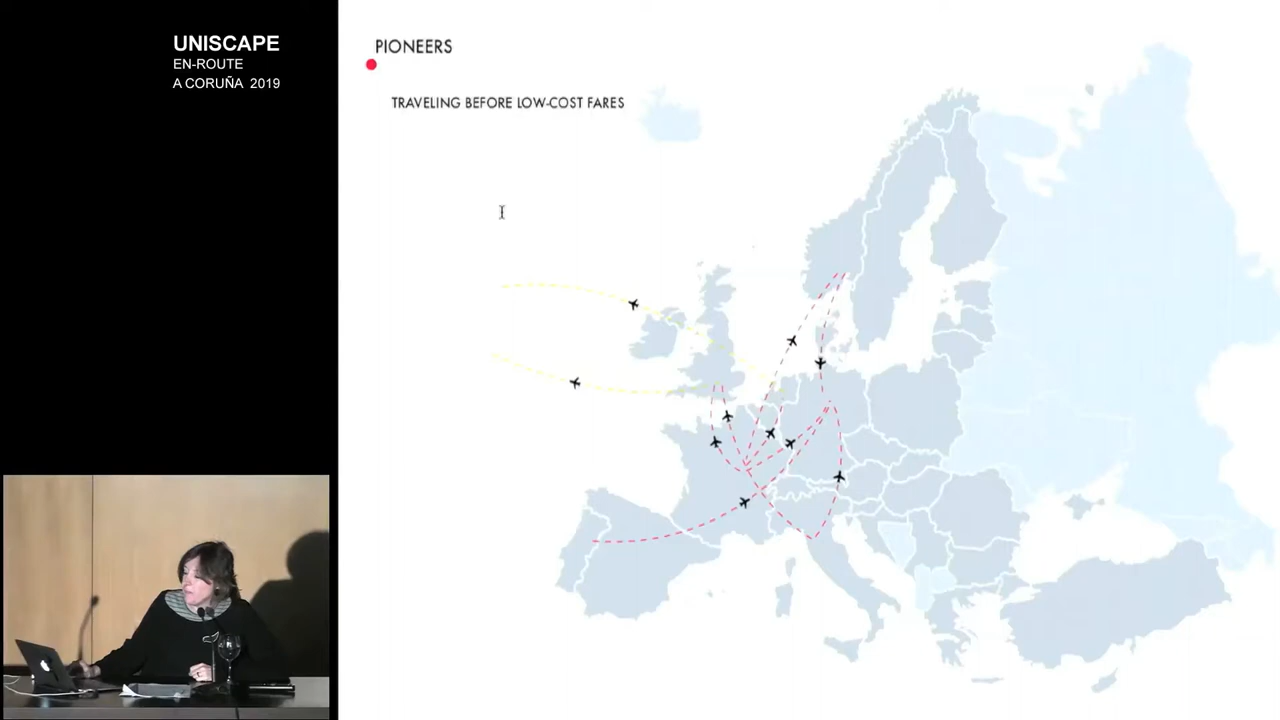 UNISCAPE
EN-ROUTE
A CORUÑA 2019
PIONEERS
TRAVELING BEFORE LOW-COST FARES